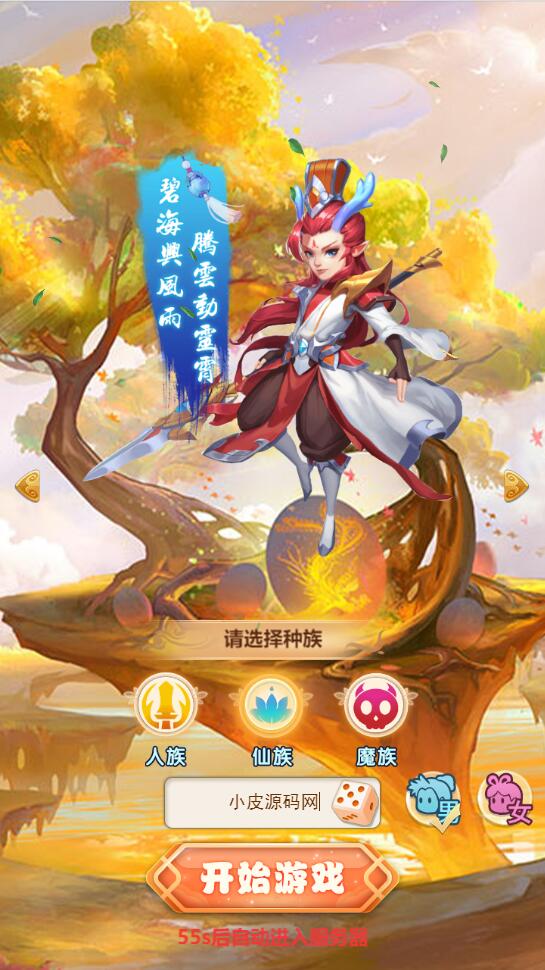 碧海興風雨
騰雲動靈霄
请选择种族
人族
仙族
魔族
小皮源码网
男
女
开始游戏
55s后自动进入服务器